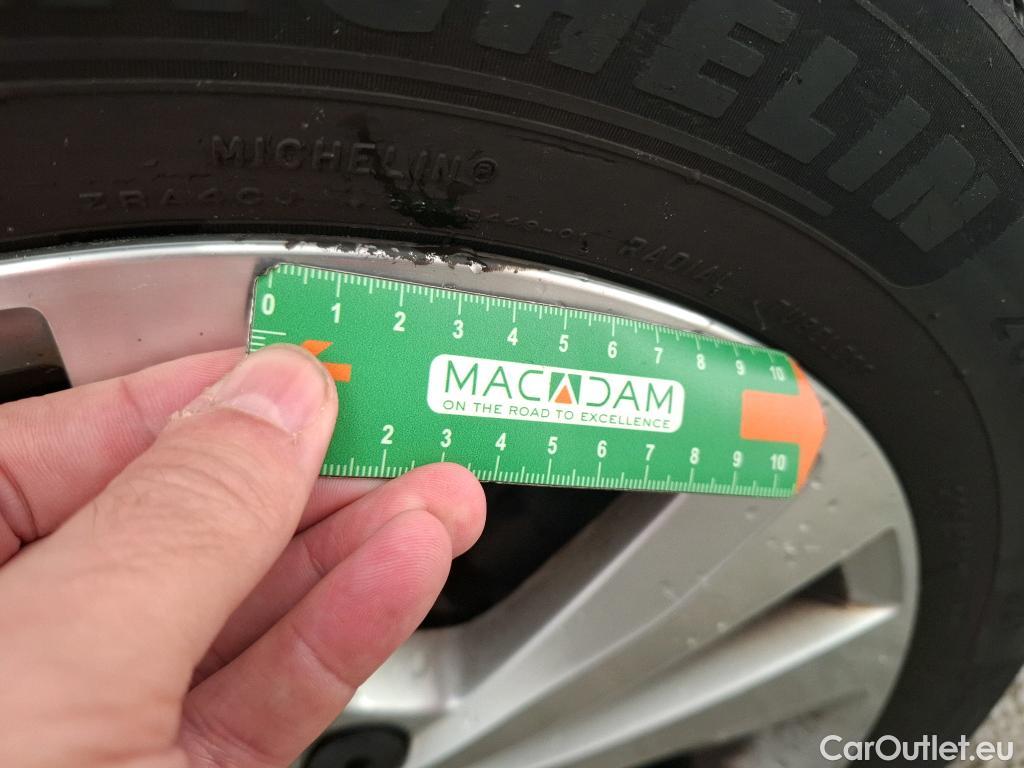 MICHELIN
MICHELIN®
RADIAL
TUBELESS
0 1 2 3 4 5 6 7 8 9 10
MACADAM
ON THE ROAD TO EXCELLENCE
2 3 4 5 6 7 8 9 10
CarOutlet.eu